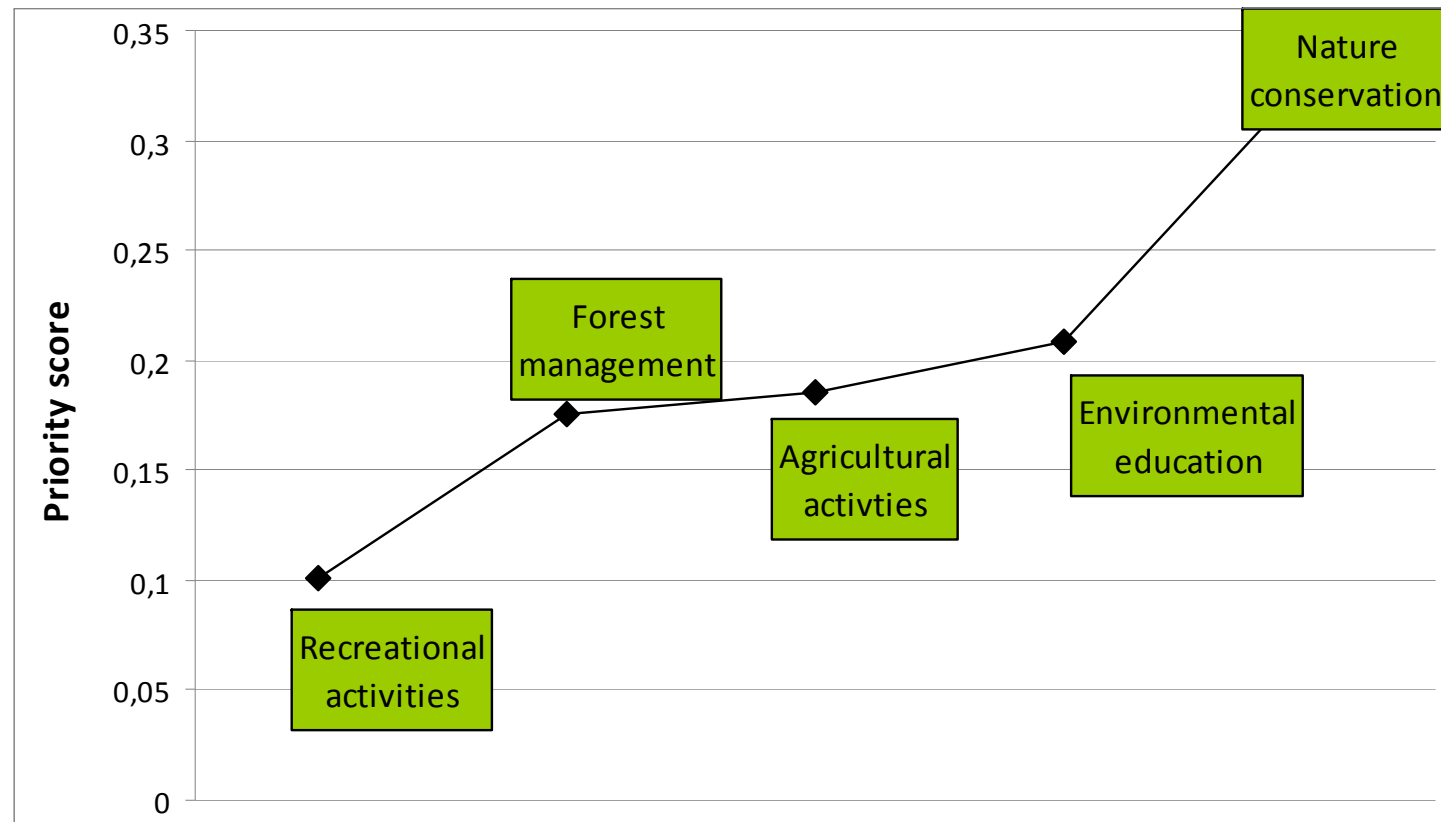 0,35
0,3
0,25
0,2
0,15
0,1
0,05
0
Priority score
Nature
conservation
Forest
management
Agricultural
activties
Environmental
education
Recreational
activities